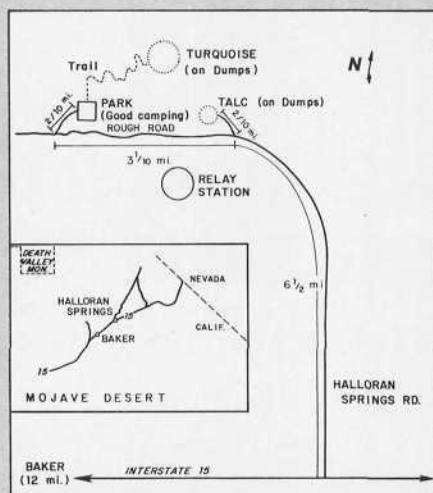 TURQUOISE
(on Dumps)
N
Trail
2/10 mi.
PARK
(Good camping)
ROUGH ROAD
TALC (on Dumps)
2/10 mi.
3 1/10 mi.
RELAY
STATION
6 1/2 mi
DEATH
VALLEY
MON.
NEVADA
HALLORAN
SPRINGS
15
CALIF.
BAKER
15
MOJAVE DESERT
HALLORAN
SPRINGS RD.
BAKER
(12 mi.)
INTERSTATE 15